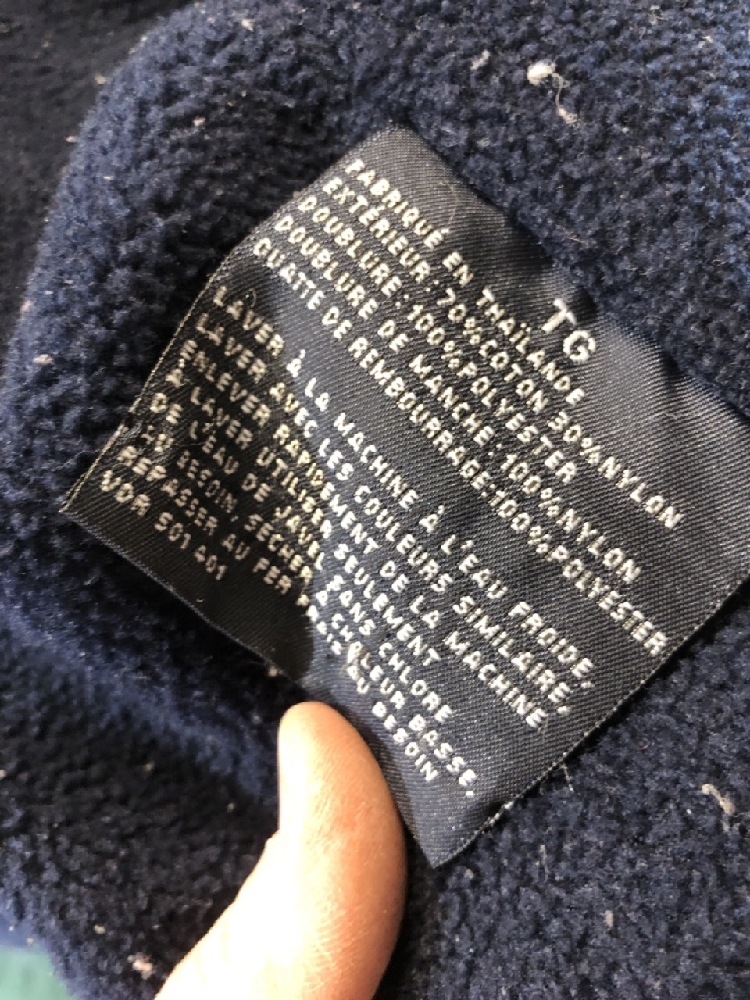 TG
FABRIQUÉ EN THAÏLANDE
EXTÉRIEUR: 70% COTON 30% NYLON
DOUBLURE: 100% POLYESTER
DOUBLURE DE MANCHE: 100% NYLON
OUATTE DE REMBOURRAGE: 100% POLYESTER
LAVER À LA MACHINE À L'EAU FROIDE,
LAVER AVEC LES COULEURS SIMILAIRE,
ENLEVER RAPIDEMENT DE LA MACHINE
À LAVER UTILISER SEULEMENT
DE L'EAU DE JAVEL SANS CHLORE
BESOIN, SÉCHER À CHALEUR BASSE,
REPASSER AU FER AU BESOIN
VDR 501 401